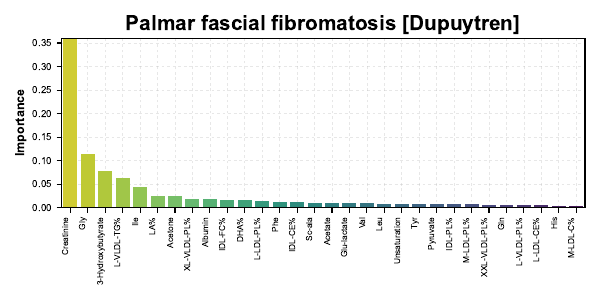 Palmar fascial fibromatosis [Dupuytren]
Importance
0.35
0.30
0.25
0.20
0.15
0.10
0.05
0.00
Creatinine
Gly
3-Hydroxybutyrate
L-VLDL-TG%
Ile
LA%
Acetone
XL-VLDL-PL%
Albumin
IDL-FC%
DHA%
L-LDL-PL%
Phe
IDL-CE%
So-ala
Acetate
Glu-lactate
Val
Leu
Unsaturation
Tyr
Pyruvate
IDL-PL%
M-LDL-PL%
XXL-VLDL-PL%
Gln
L-VLDL-PL%
L-LDL-CE%
His
M-LDL-C%